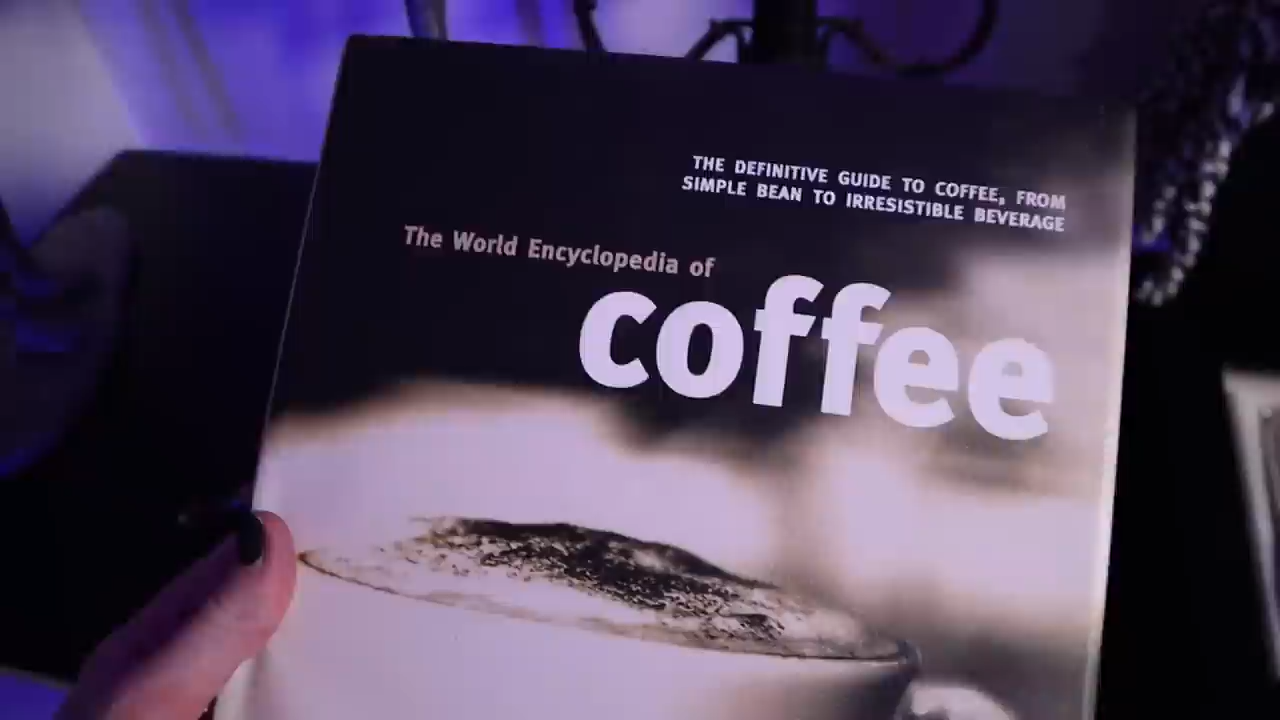 THE DEFINITIVE GUIDE TO COFFEE, FROM
SIMPLE BEAN TO IRRESISTIBLE BEVERAGE
The World Encyclopedia of
coffee